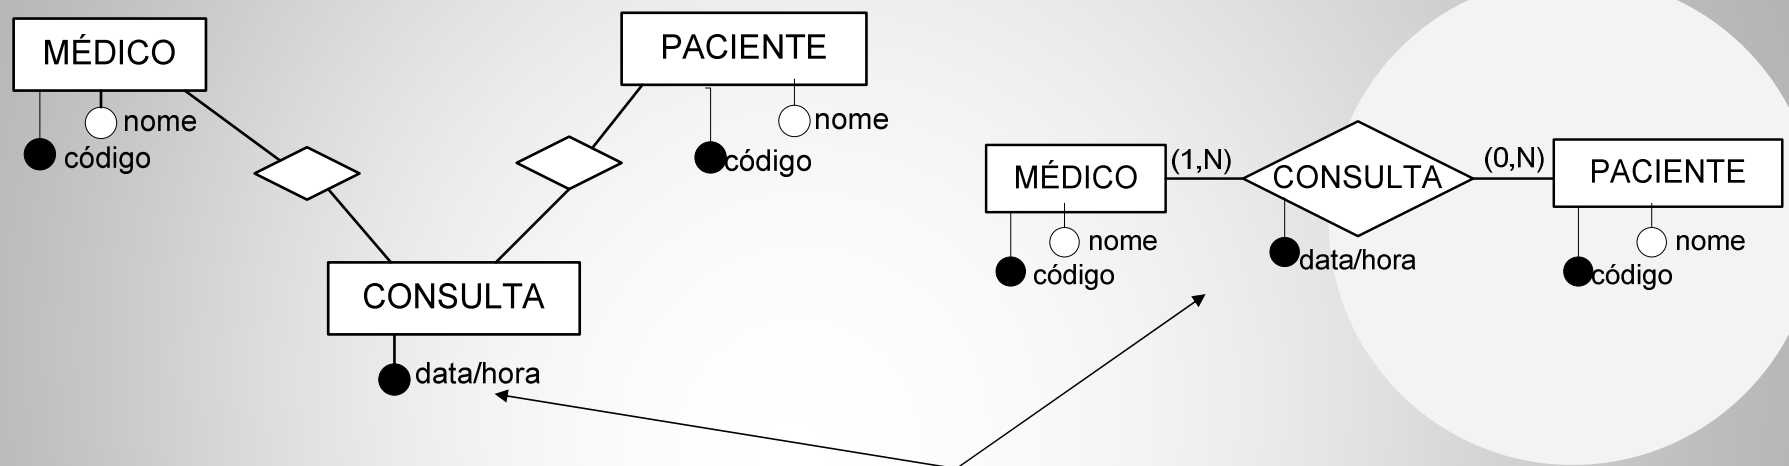 MÉDICO
nome
código
PACIENTE
nome
código
CONSULTA
data/hora
MÉDICO
(1,N)
CONSULTA
(0,N)
PACIENTE
nome
código
data/hora
nome
código